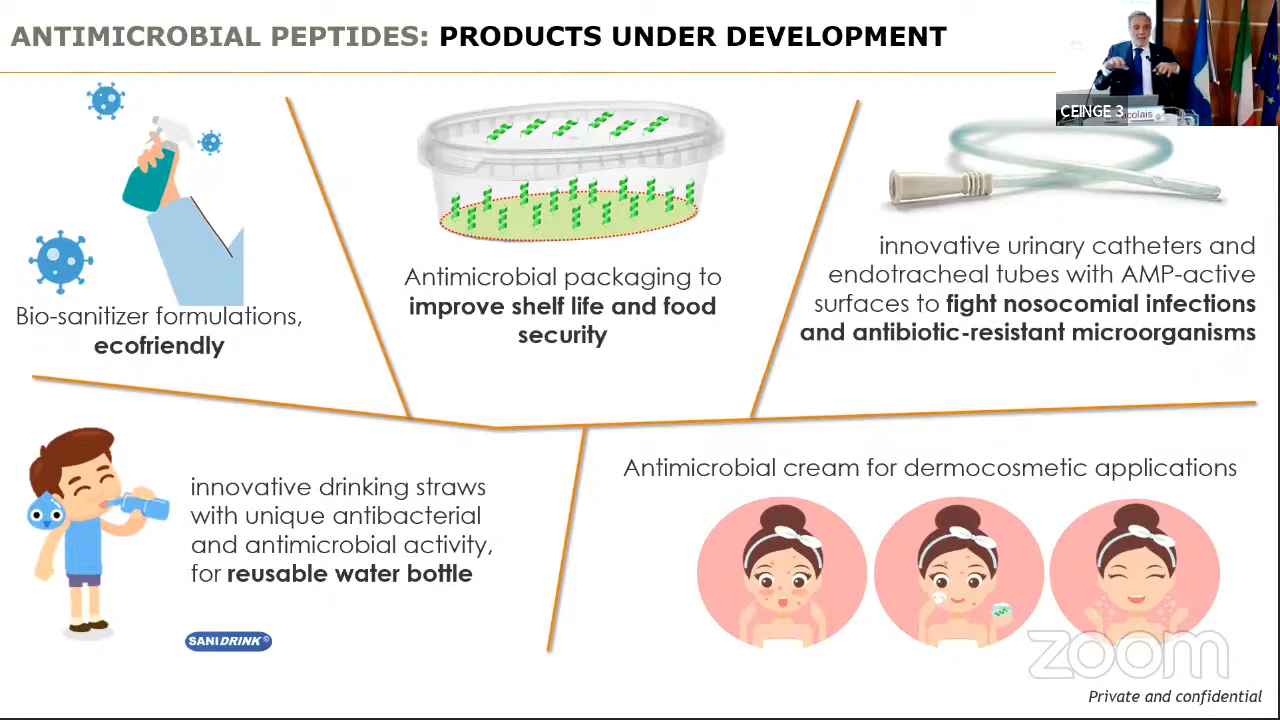 ANTIMICROBIAL PEPTIDES: PRODUCTS UNDER DEVELOPMENT
CEINGE 3
Bio-sanitizer formulations,
ecofriendly
Antimicrobial packaging to
improve shelf life and food
security
innovative urinary catheters and
endotracheal tubes with AMP-active
surfaces to fight nosocomial infections
and antibiotic-resistant microorganisms
innovative drinking straws
with unique antibacterial
and antimicrobial activity,
for reusable water bottle
SANIDRINK©
Antimicrobial cream for dermocosmetic applications
zoom
Private and confidential